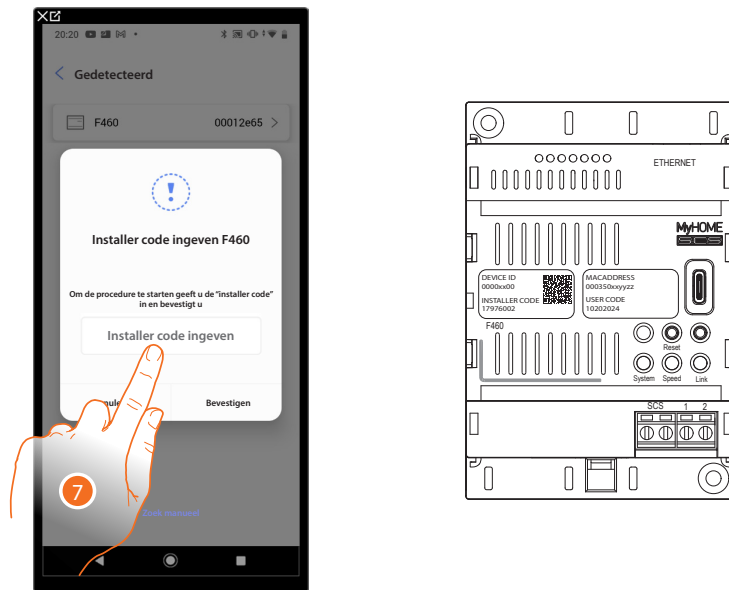 20:20
Gedetecteerd
F460 00012e65 >
Installer code ingeven F460
Om de procedure te starten geeft u de "installer code"
in en bevestigt u
Installer code ingeven
Bevestigen
7
Zoek manueel
ETHERNET
MyHOME
SCS
DEVICE ID
0000xx00
INSTALLER CODE
17976002
MACADDRESS
000350xxyyzz
USER CODE
10202024
F460
Reset
System Speed Link
SCS 1 2